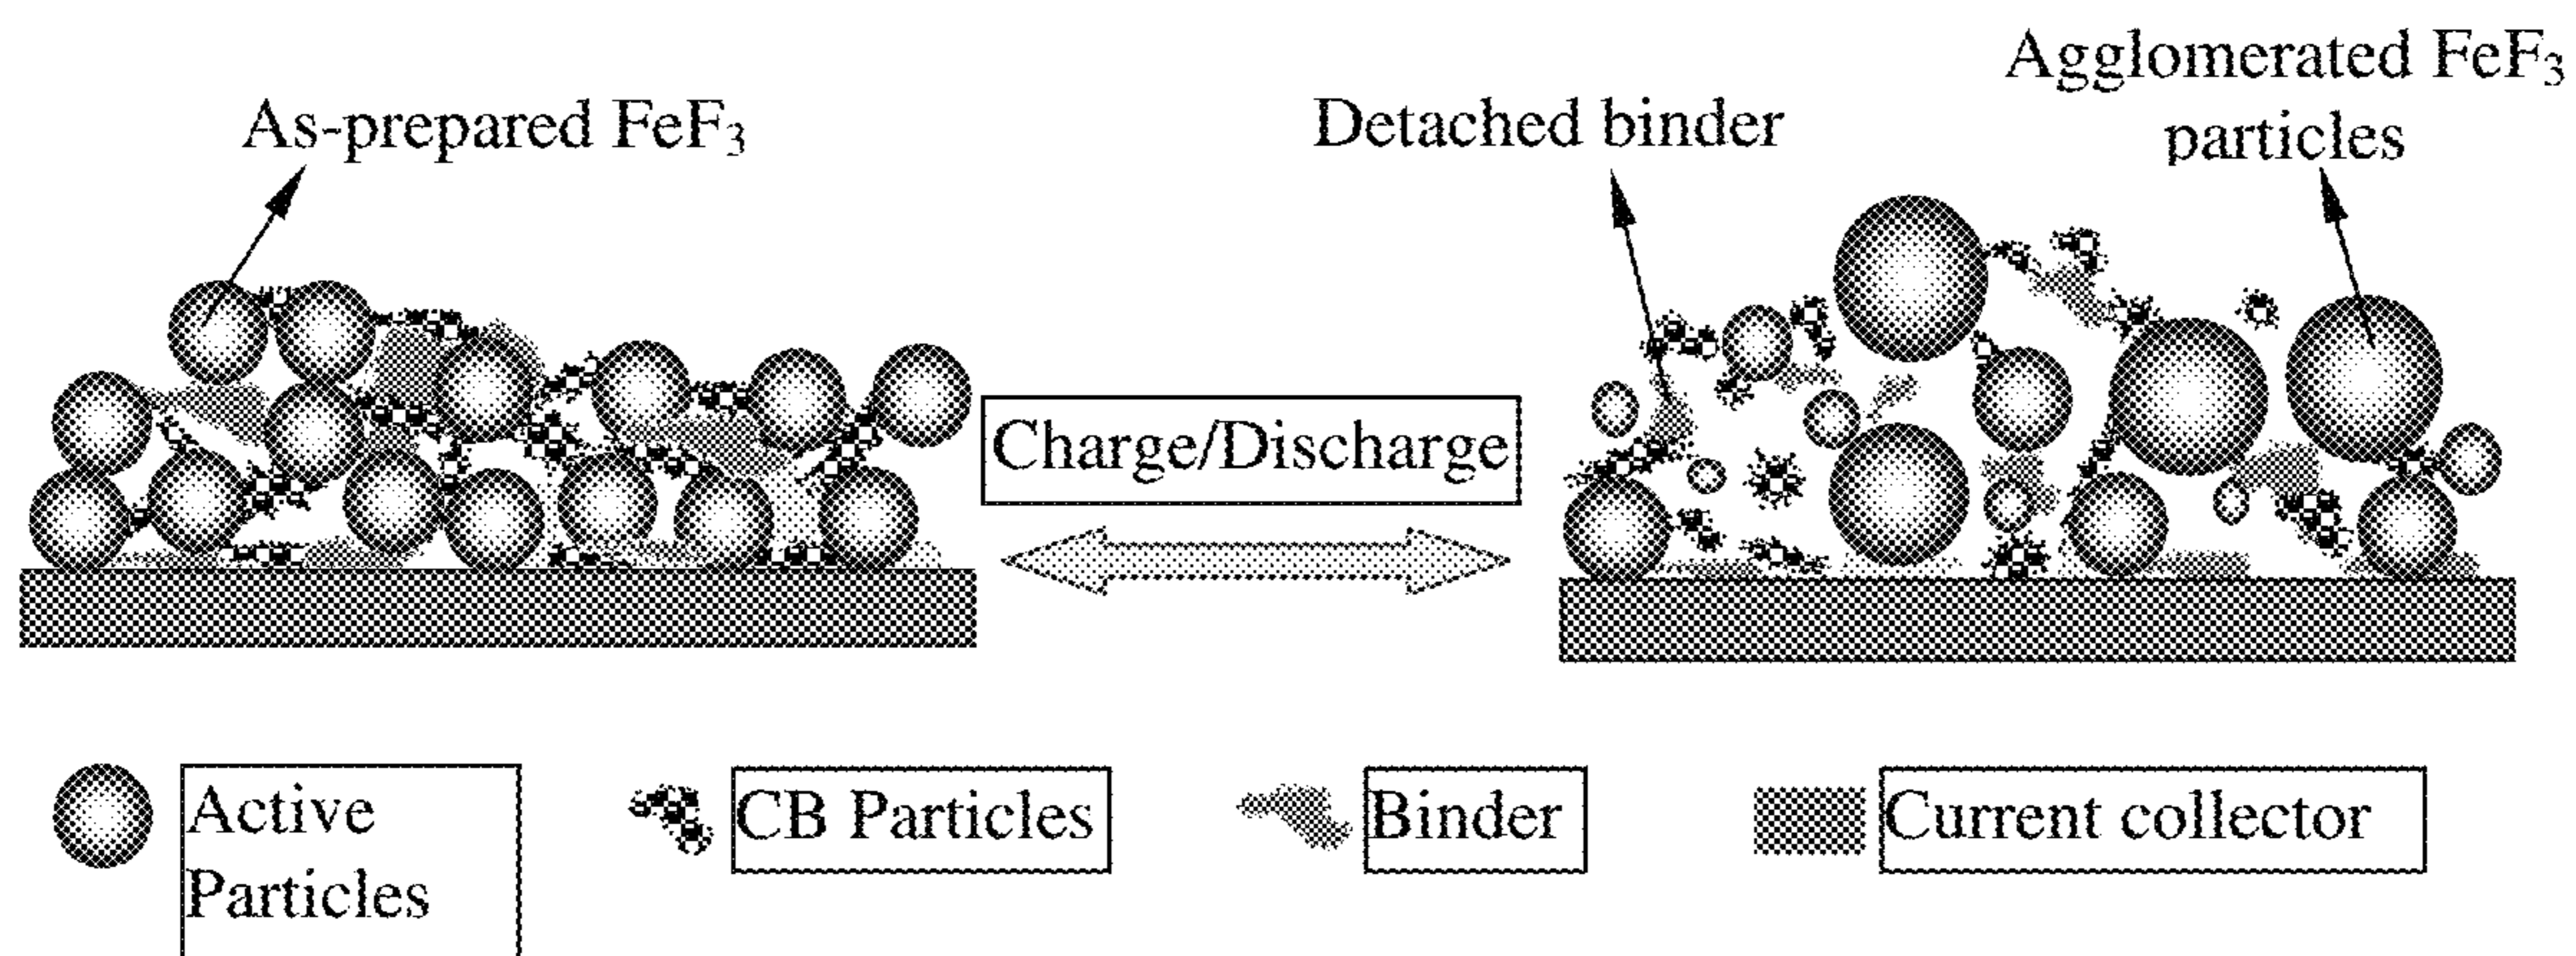 As-prepared FeF₃
Detached binder
Agglomerated FeF₃
particles
Charge/Discharge
Active
Particles
CB Particles
Binder
Current collector